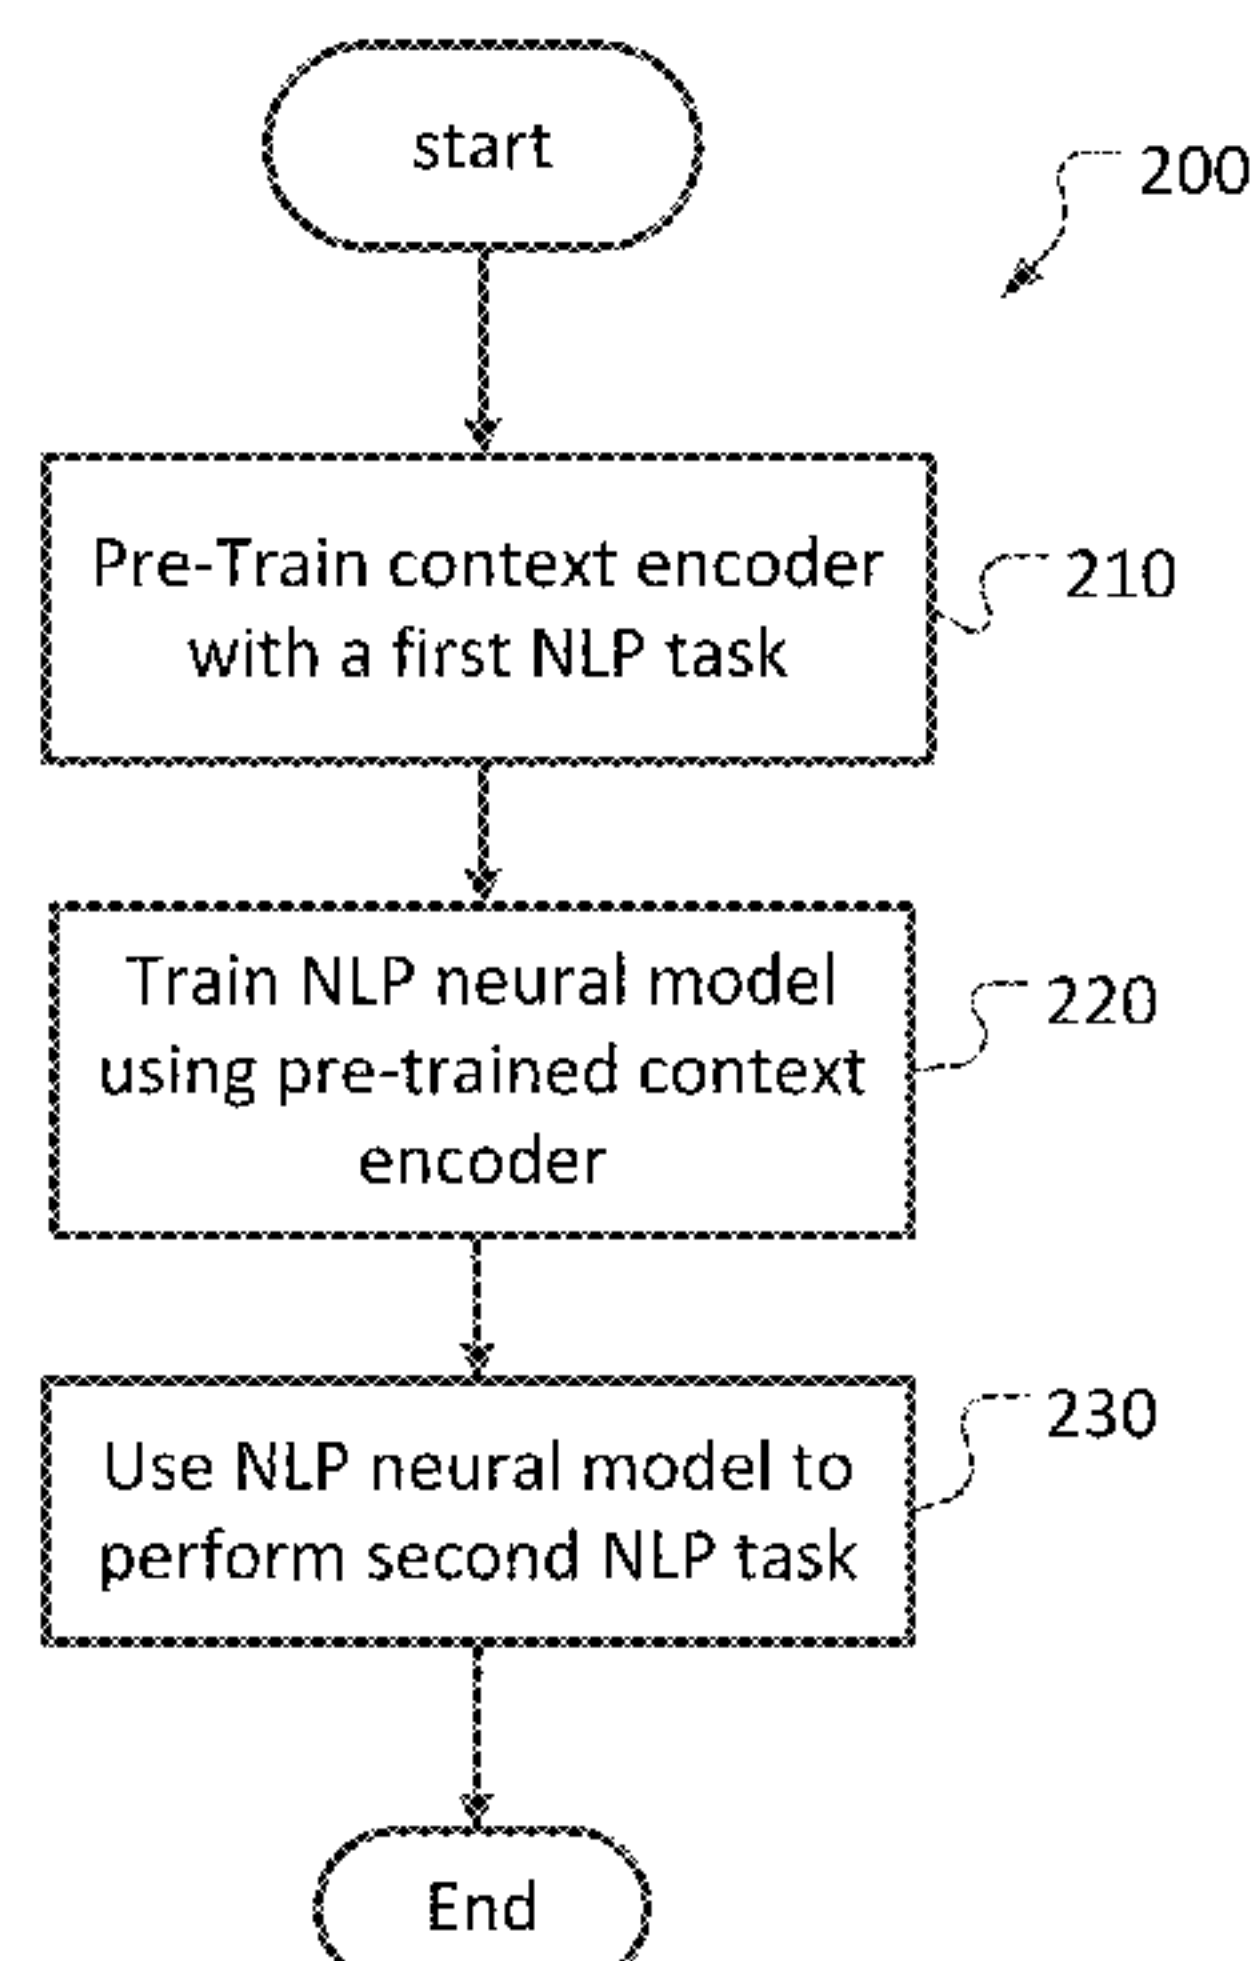 start
200
Pre-Train context encoder
with a first NLP task
210
Train NLP neural model
using pre-trained context
encoder
220
Use NLP neural model to
perform second NLP task
230
End